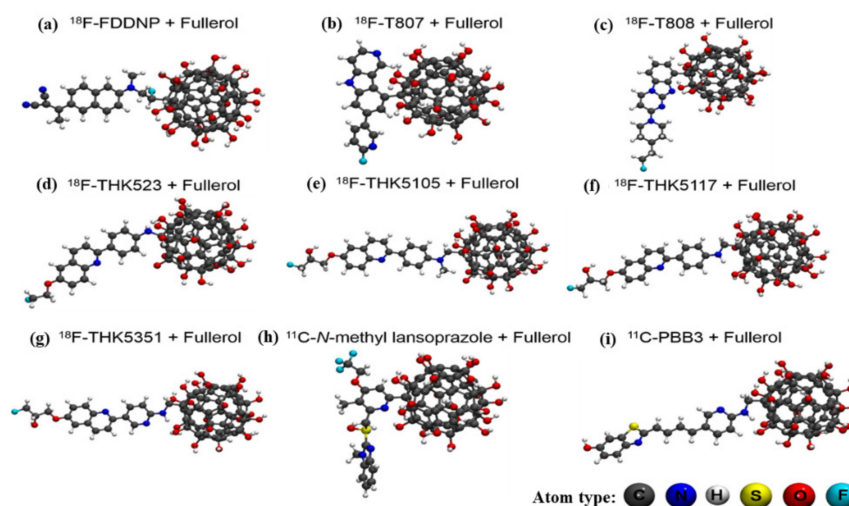 (a) ¹⁸F-FDDNP + Fullerol
(b) ¹⁸F-T807 + Fullerol
(c) ¹⁸F-T808 + Fullerol
(d) ¹⁸F-THK523 + Fullerol
(e) ¹⁸F-THK5105 + Fullerol
(f) ¹⁸F-THK5117 + Fullerol
(g) ¹⁸F-THK5351 + Fullerol
(h) ¹¹C-N-methyl lansoprazole + Fullerol
(i) ¹¹C-PBB3 + Fullerol
Atom type: C N H S O F